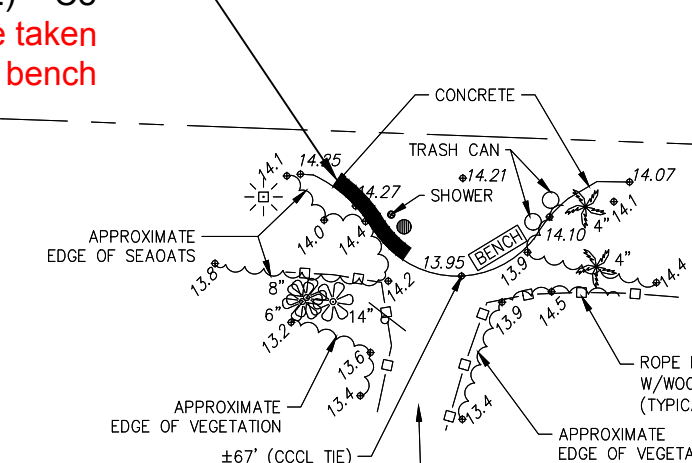 e taken
bench
CONCRETE
TRASH CAN
14.1
14.25
14.27
14.21
14.07
SHOWER
4"
14.1
14.0
14.4
14.10
APPROXIMATE
EDGE OF SEAOATS
BENCH
13.95
13.9
4"
13.8
8"
14.2
14.4
6"
14"
13.9
14.5
13.2
13.6
ROPE
W/WOO
(TYPIC
13.4
APPROXIMATE
EDGE OF VEGETATION
13.4
APPROXIMATE
EDGE OF VEGETA
±67' (CCCL TIE)